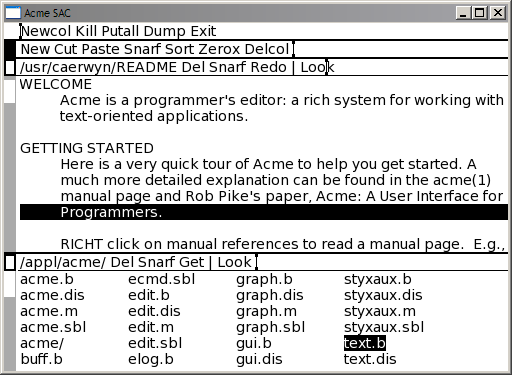 Acme SAC
Newcol Kill Putall Dump Exit
New Cut Paste Snarf Sort Zerox Delcol
/usr/caerwyn/README Del Snarf Redo | Look
WELCOME
Acme is a programmer's editor: a rich system for working with
text-oriented applications.
GETTING STARTED
Here is a very quick tour of Acme to help you get started. A
much more detailed explanation can be found in the acme(1)
manual page and Rob Pike's paper, Acme: A User Interface for
Programmers.
RICHT click on manual references to read a manual page. E.g.,
/appl/acme/ Del Snarf Get | Look
acme.b ecmd.sbl graph.b styxaux.b
acme.dis edit.b graph.dis styxaux.dis
acme.m edit.dis graph.m styxaux.m
acme.sbl edit.m graph.sbl styxaux.sbl
acme/ edit.sbl gui.b text.b
buff.b elog.b gui.dis text.dis